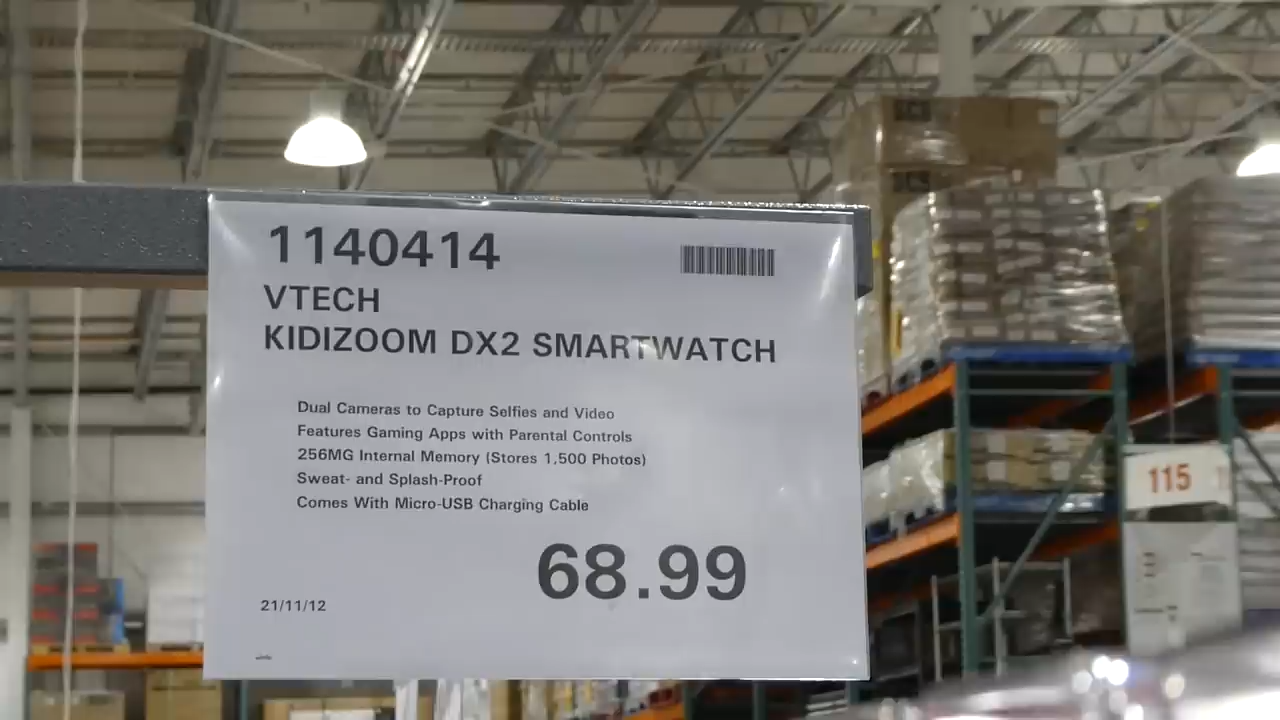 1140414
VTECH
KIDIZOOM DX2 SMARTWATCH
Dual Cameras to Capture Selfies and Video
Features Gaming Apps with Parental Controls
256MG Internal Memory (Stores 1,500 Photos)
Sweat- and Splash-Proof
Comes With Micro-USB Charging Cable
68.99
21/11/12
115